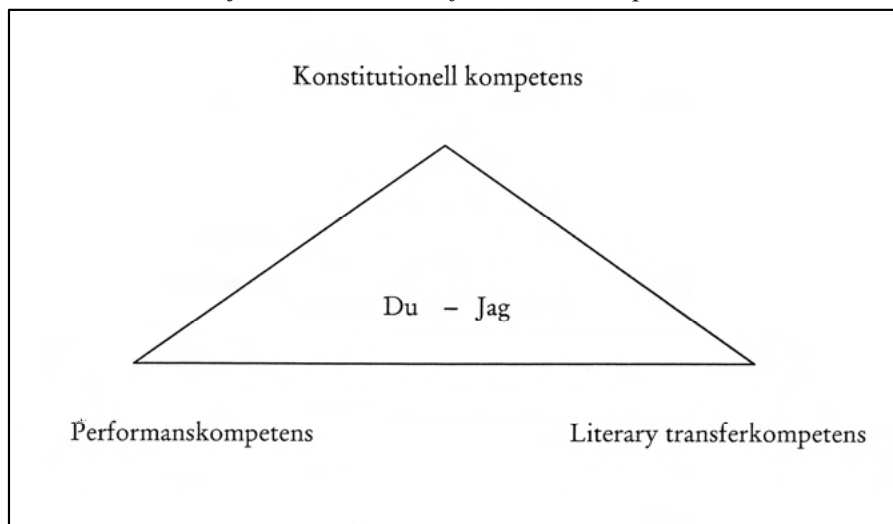 Konstitutionell kompetens
Du – Jag
Performanskompetens
Literary transferkompetens